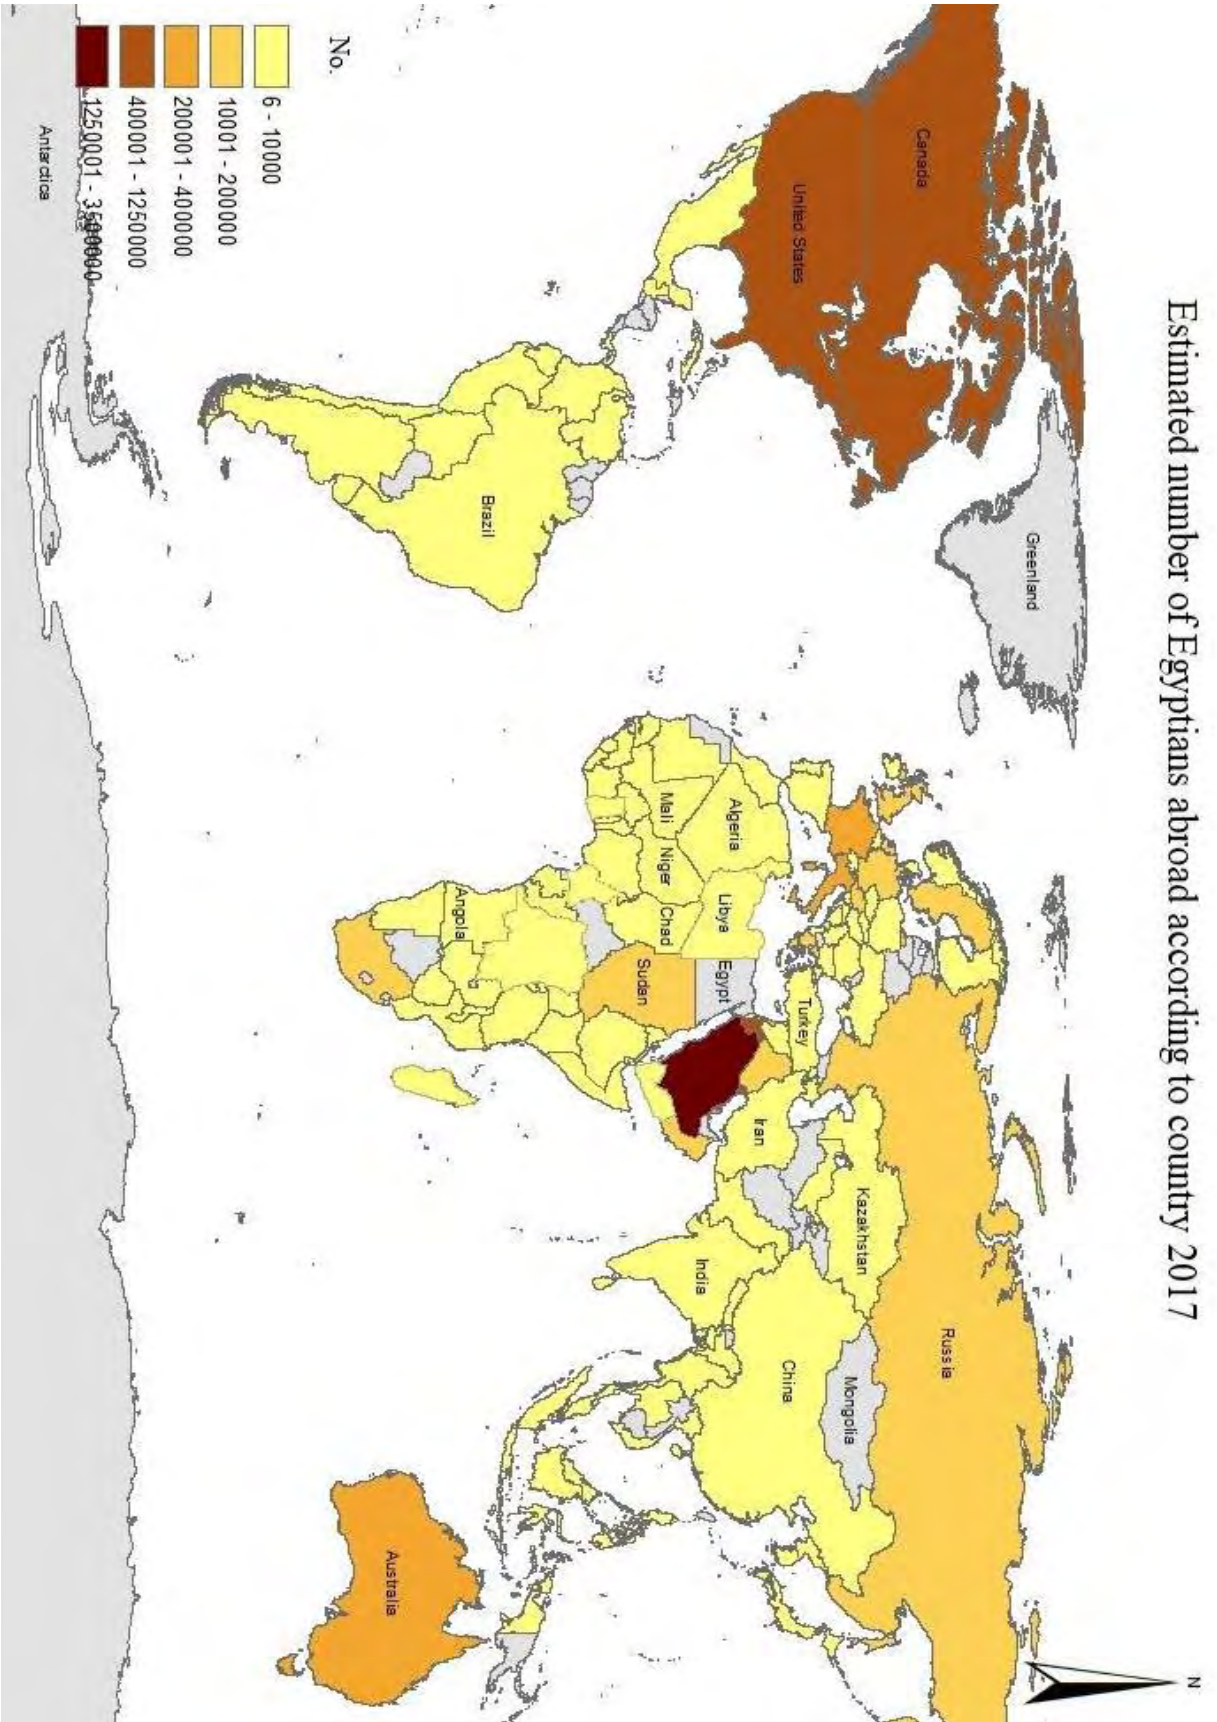 Estimated number of Egyptians abroad according to country 2017
N
Canada
Greenland
Russia
United States
Kazakhstan
Mongolia
Turkey
China
Iran
Algeria
Libya
Egypt
India
Mali
Niger
Chad
Sudan
Brazil
Angola
Australia
No.
6 - 10000
10001 - 200000
200001 - 400000
400001 - 1250000
1250001 - 3500000
Antarctica